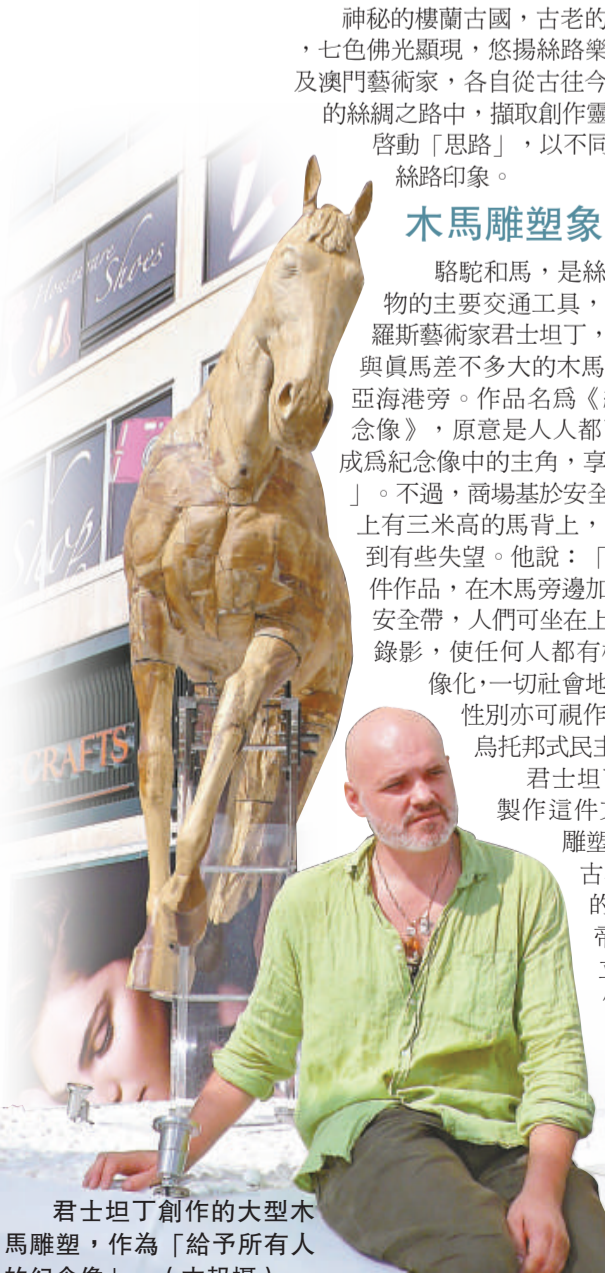 神秘的樓蘭古國，古老的
，七色佛光顯現，悠揚絲路樂
及澳門藝術家，各自從古往今
的絲綢之路中，擷取創作靈
啓動「思路」，以不同
絲路印象。
木馬雕塑象
駱駝和馬，是絲
物的主要交通工具，
羅斯藝術家君士坦丁，
與眞馬差不多大的木馬
亞海港旁。作品名爲《
念像》，原意是人人都
成爲紀念像中的主角，享
」。不過，商場基於安全
上有三米高的馬背上，
到有些失望。他說：「
件作品，在木馬旁邊加
安全帶，人們可坐在上
錄影，使任何人都有
像化，一切社會地
性別亦可視作
烏托邦式民主
君士坦
製作這件
雕塑
古
的
Houseware
Shoes
Shop
CRAFTS
君士坦丁創作的大型木
馬雕塑，作為「給予所有人
的紀念像」